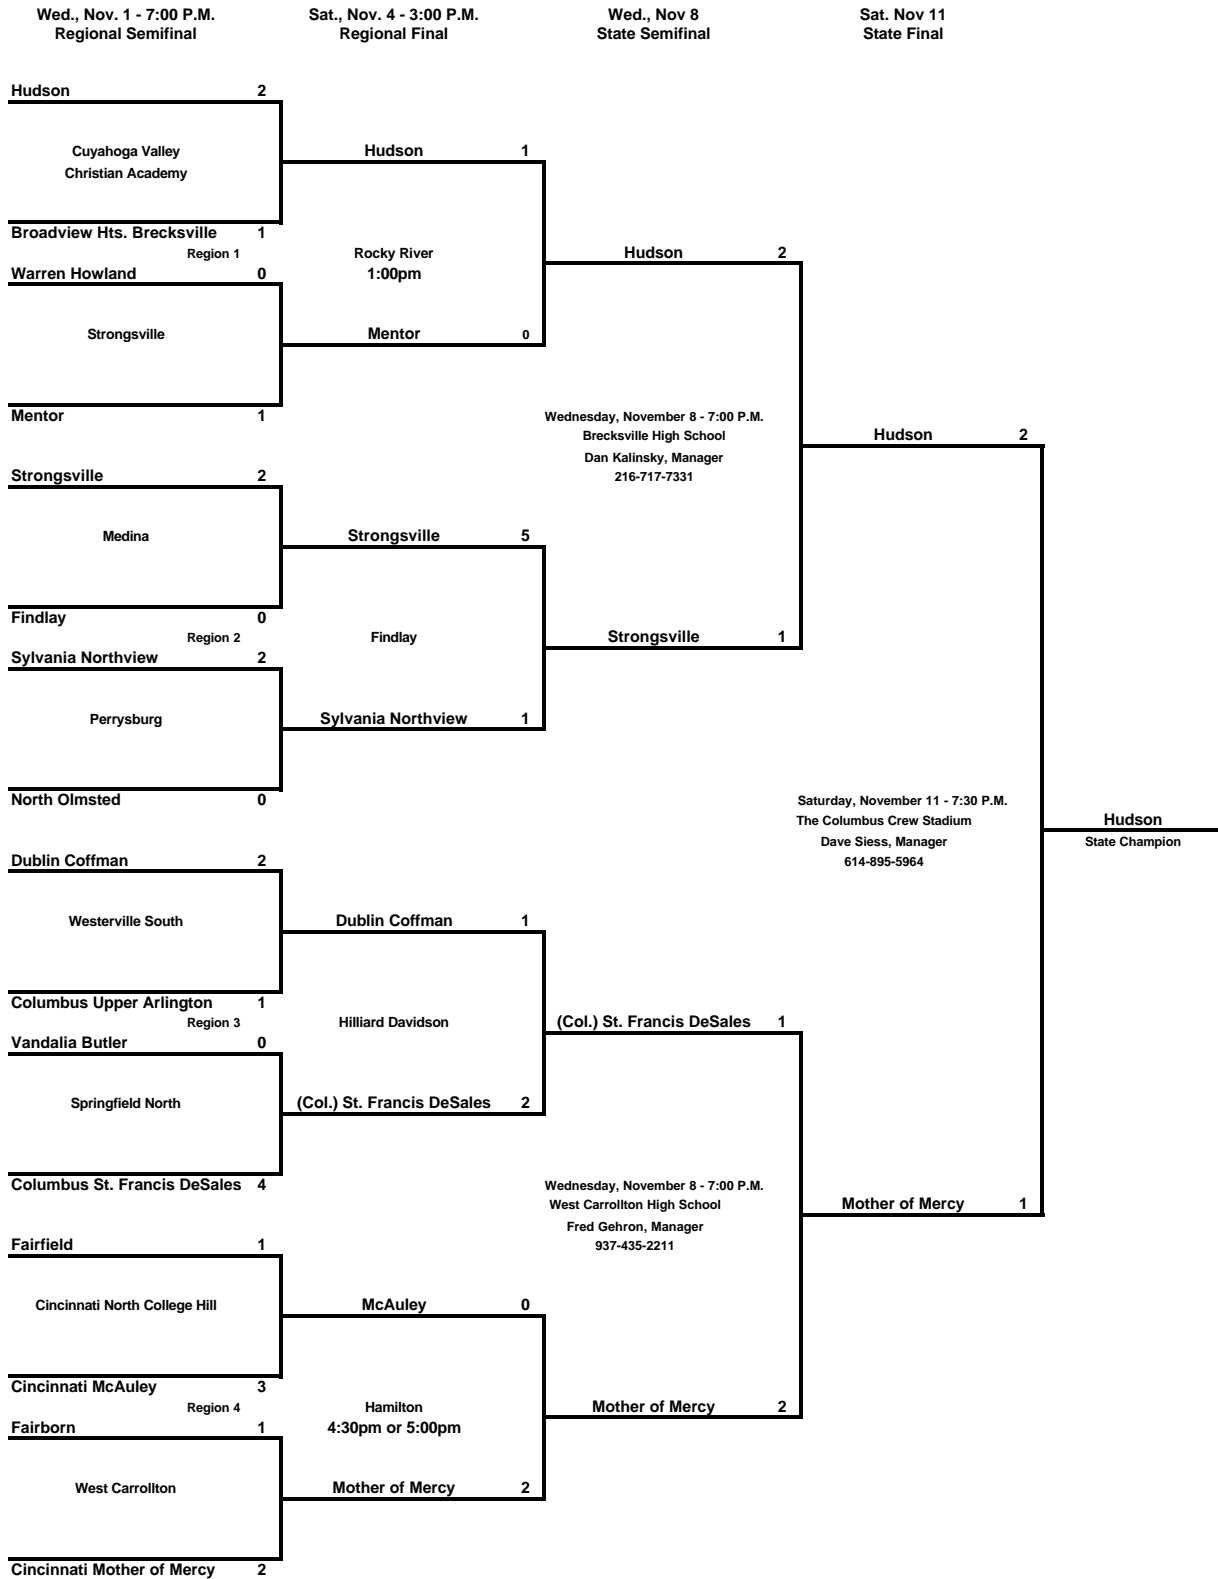 Wed., Nov. 1 - 7:00 P.M.
Regional Semifinal
Sat., Nov. 4 - 3:00 P.M.
Regional Final
Wed., Nov 8
State Semifinal
Sat. Nov 11
State Final
Hudson 2
Cuyahoga Valley
Christian Academy
Broadview Hts. Brecksville 1
Region 1
Warren Howland 0
Strongsville
Mentor 1
Strongsville 2
Medina
Findlay 0
Region 2
Sylvania Northview 2
Perrysburg
North Olmsted 0
Dublin Coffman 2
Westerville South
Columbus Upper Arlington 1
Region 3
Vandalia Butler 0
Springfield North
Columbus St. Francis DeSales 4
Fairfield 1
Cincinnati North College Hill
Cincinnati McAuley 3
Region 4
Fairborn 1
West Carrollton
Cincinnati Mother of Mercy 2
Hudson 1
Rocky River
1:00pm
Mentor 0
Strongsville 5
Findlay
Sylvania Northview 1
Dublin Coffman 1
Hilliard Davidson
(Col.) St. Francis DeSales 2
McAuley 0
Hamilton
4:30pm or 5:00pm
Mother of Mercy 2
Hudson 2
Wednesday, November 8 - 7:00 P.M.
Brecksville High School
Dan Kalinsky, Manager
216-717-7331
Strongsville 1
(Col.) St. Francis DeSales 1
Wednesday, November 8 - 7:00 P.M.
West Carrollton High School
Fred Gehron, Manager
937-435-2211
Mother of Mercy 2
Hudson 2
Saturday, November 11 - 7:30 P.M.
The Columbus Crew Stadium
Dave Siess, Manager
614-895-5964
Mother of Mercy 1
Hudson
State Champion